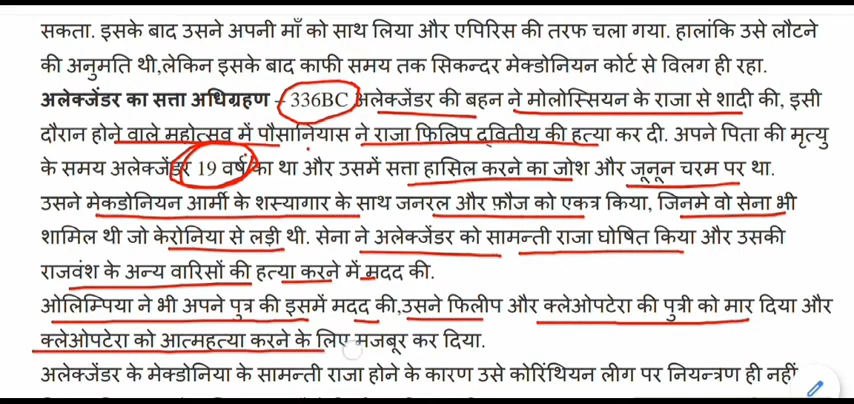 सकता. इसके बाद उसने अपनी माँ को साथ लिया और एपिरिस की तरफ चला गया. हालांकि उसे लौटने
की अनुमति थी,लेकिन इसके बाद काफी समय तक सिकन्दर मेक्डोनियन कोर्ट से विलग ही रहा.
अलेक्जेंडर का सत्ता अधिग्रहण – 336BC अलेक्जेंडर की बहन ने मोलोस्सियन के राजा से शादी की, इसी
दौरान होने वाले महोत्सव में पौसानियास ने राजा फिलिप द्वितीय की हत्या कर दी. अपने पिता की मृत्यु
के समय अलेक्जेंडर 19 वर्ष का था और उसमें सत्ता हासिल करने का जोश और जूनून चरम पर था.
उसने मेकडोनियन आर्मी के शस्यागार के साथ जनरल और फ़ौज को एकत्र किया, जिनमे वो सेना भी
शामिल थी जो केरोनिया से लड़ी थी. सेना ने अलेक्जेंडर को सामन्ती राजा घोषित किया और उसकी
राजवंश के अन्य वारिसों की हत्या करने में मदद की.
ओलिम्पिया ने भी अपने पुत्र की इसमें मदद की,उसने फिलीप और क्लेओपटेरा की पुत्री को मार दिया और
क्लेओपटेरा को आत्महत्या करने के लिए मजबूर कर दिया.
अलेक्जेंडर के मेक्डोनिया के सामन्ती राजा होने के कारण उसे कोरिंथियन लीग पर नियन्त्रण ही नहीं